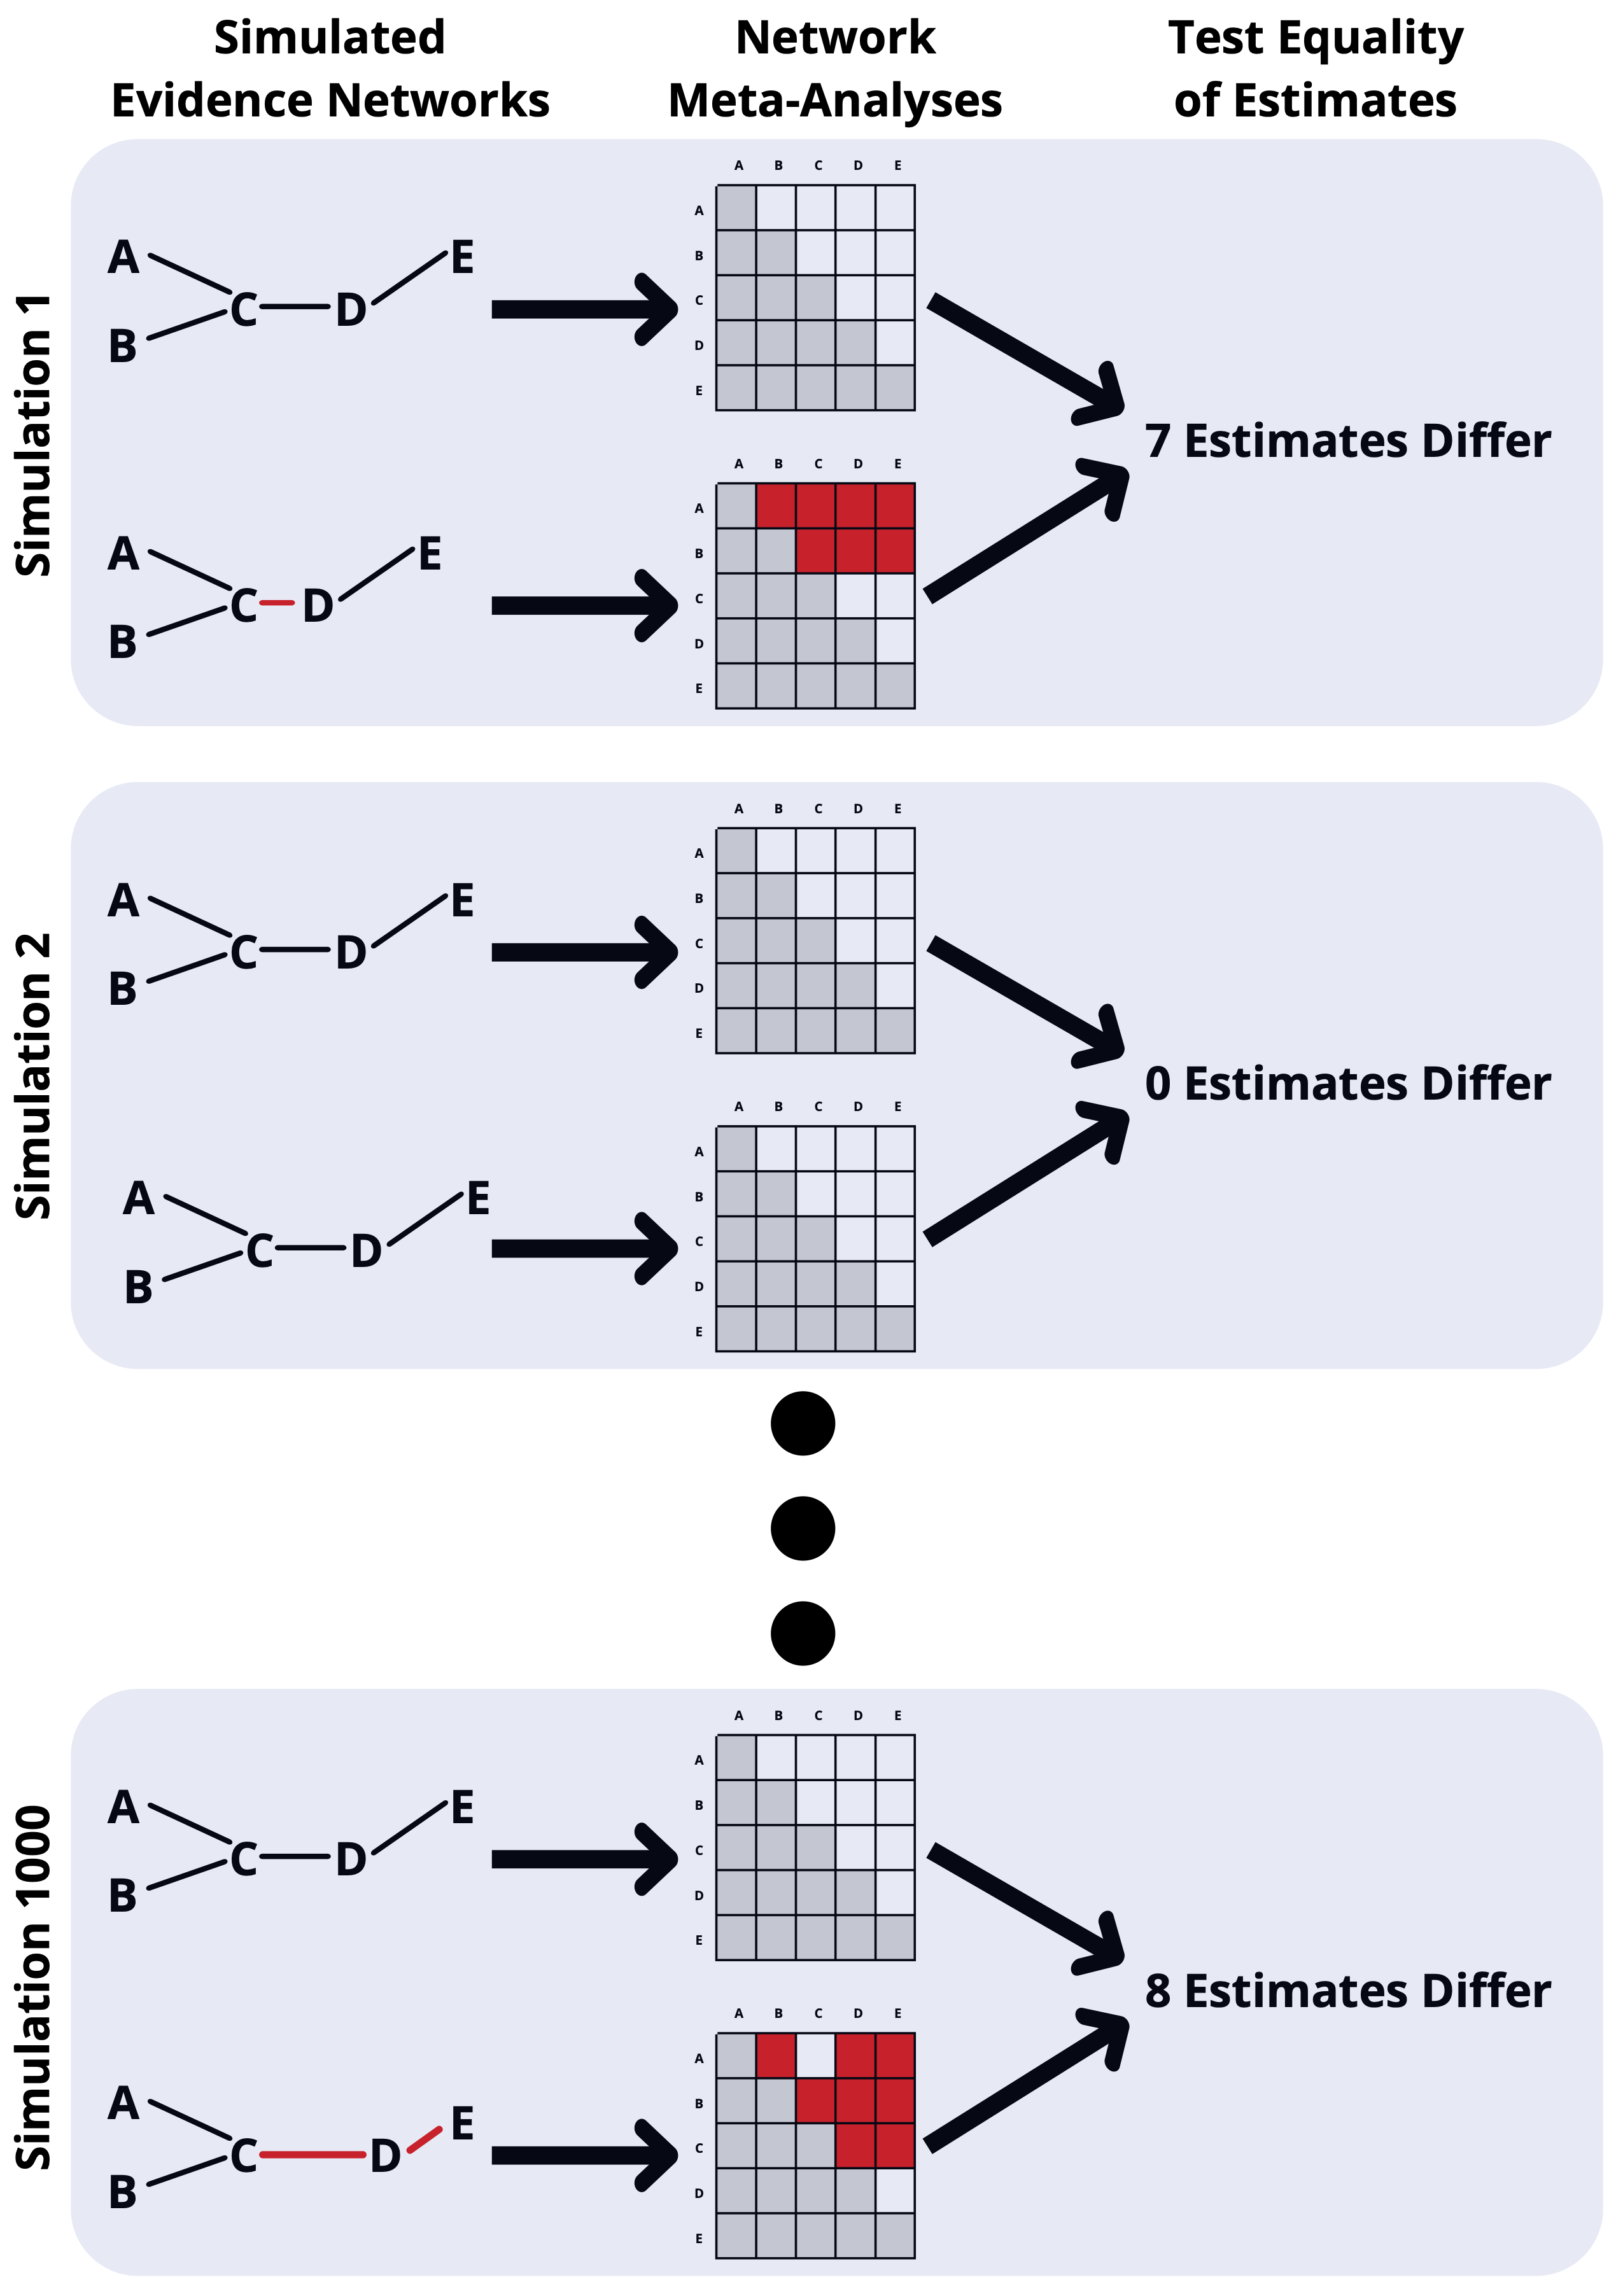 Simulated
Evidence Networks
Network
Meta-Analyses
Test Equality
of Estimates
Simulation 1
A
B
C
D
E
A B C D E
A
B
C
D
E
A
B
C
D
E
A B C D E
A
B
C
D
E
7 Estimates Differ
Simulation 2
A
B
C
D
E
A B C D E
A
B
C
D
E
A
B
C
D
E
A B C D E
A
B
C
D
E
0 Estimates Differ
Simulation 1000
A
B
C
D
E
A B C D E
A
B
C
D
E
A
B
C
D
E
A B C D E
A
B
C
D
E
8 Estimates Differ